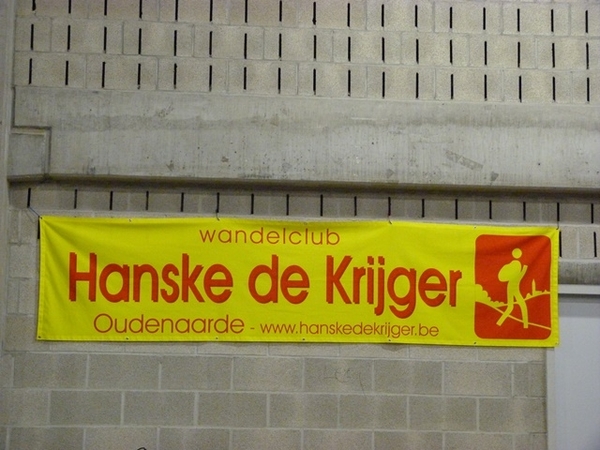 wandelclub
Hanske de Krijger
Oudenaarde - www.hanskedekrijger.be